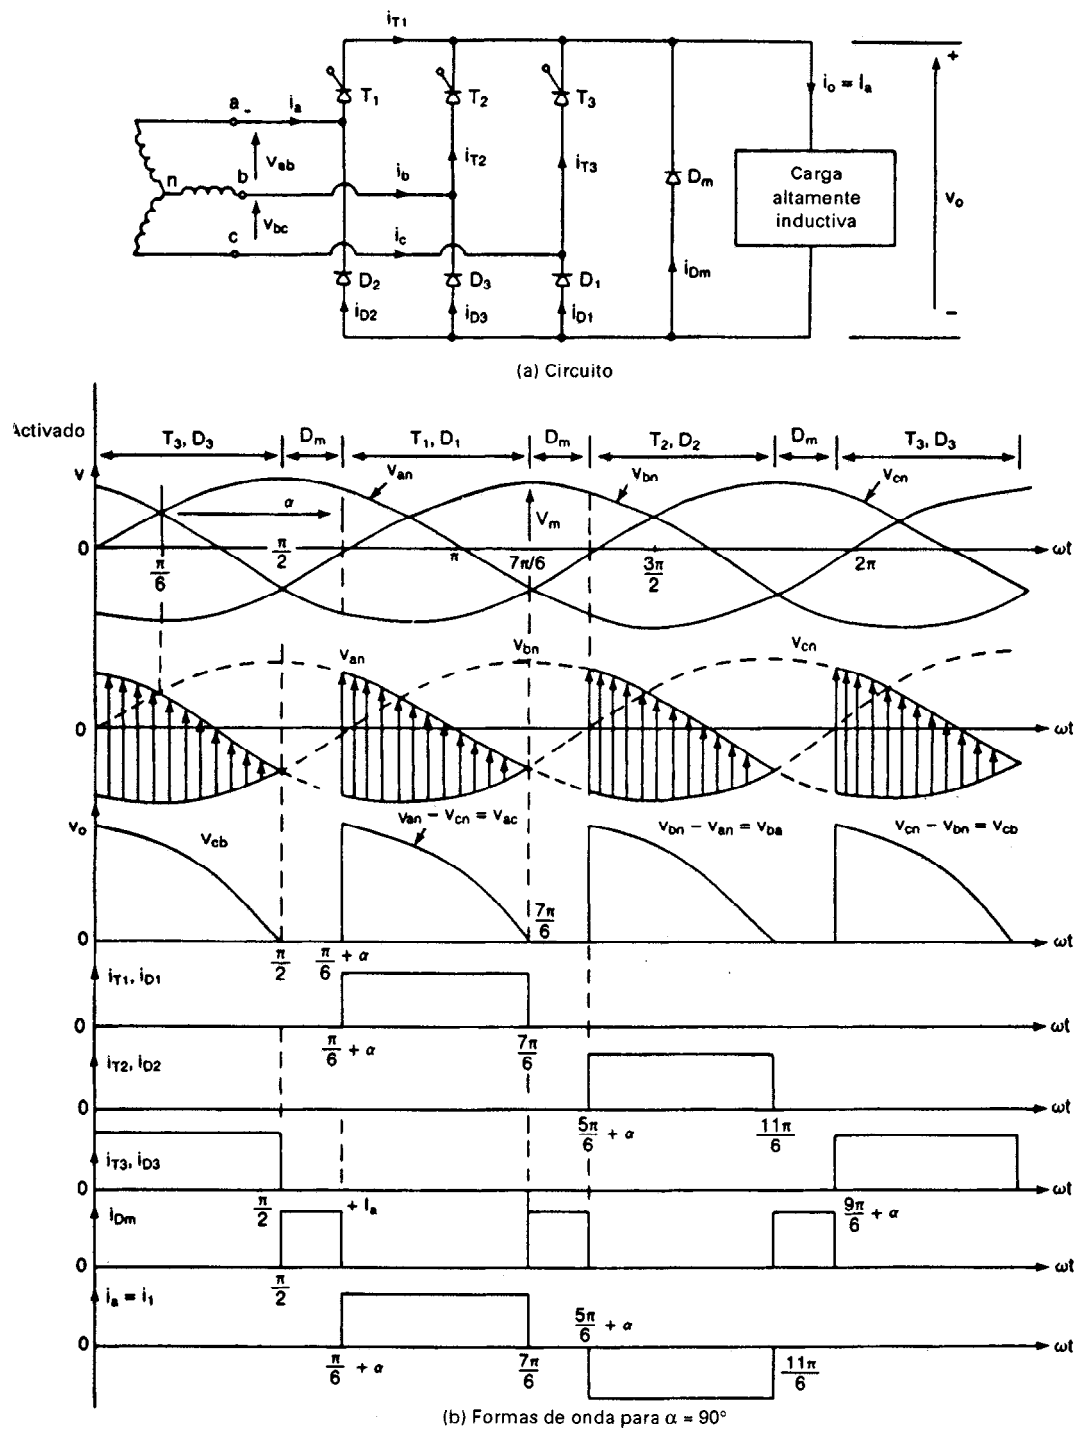 iT1
T1
T2
T3
io = Ia
+
a
ia
vab
iT2
iT3
Dm
Carga
altamente
inductiva
vo
n
b
ib
vbc
iDm
c
ic
D2
D3
D1
iD2
iD3
iD1
−
(a) Circuito
Activado
T3, D3
Dm
T1, D1
Dm
T2, D2
Dm
T3, D3
v
van
vbn
vcn
α
Vm
0
π/6
π/2
π
7π/6
3π/2
2π
ωt
van
vbn
vcn
0
ωt
vo
vcb
van − vcn = vac
vbn − van = vba
vcn − vbn = vcb
7π/6
0
ωt
π/2
π/6 + α
iT1, iD1
0
ωt
π/6 + α
7π/6
iT2, iD2
0
ωt
5π/6 + α
11π/6
iT3, iD3
0
ωt
π/2
+ Ia
9π/6 + α
iDm
0
ωt
π/2
ia = i1
5π/6 + α
0
ωt
π/6 + α
7π/6
11π/6
(b) Formas de onda para α = 90°